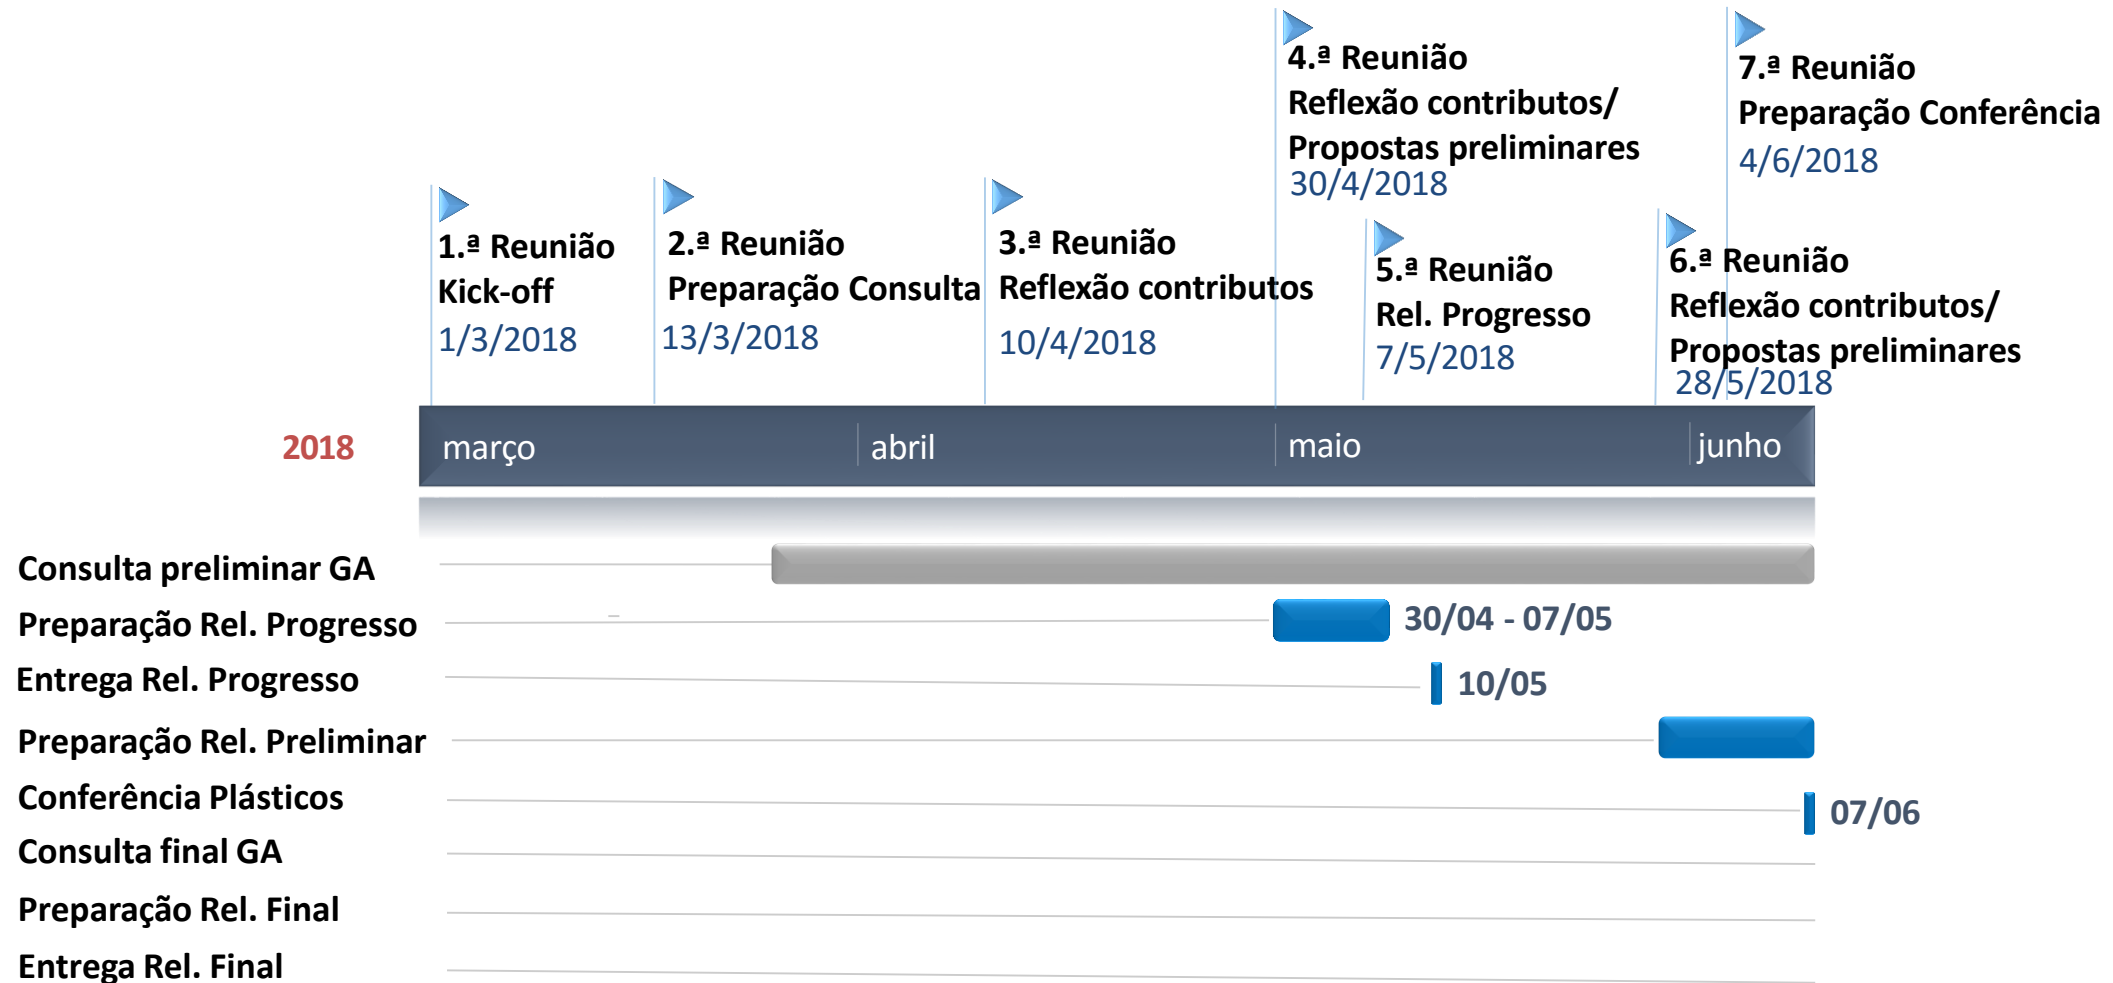 1.ª Reunião
Kick-off
1/3/2018
2.ª Reunião
Preparação Consulta
13/3/2018
3.ª Reunião
Reflexão contributos
10/4/2018
4.ª Reunião
Reflexão contributos/
Propostas preliminares
30/4/2018
5.ª Reunião
Rel. Progresso
7/5/2018
6.ª Reunião
Reflexão contributos/
Propostas preliminares
28/5/2018
7.ª Reunião
Preparação Conferência
4/6/2018
2018 março abril maio junho
Consulta preliminar GA
Preparação Rel. Progresso 30/04 - 07/05
Entrega Rel. Progresso 10/05
Preparação Rel. Preliminar
Conferência Plásticos 07/06
Consulta final GA
Preparação Rel. Final
Entrega Rel. Final